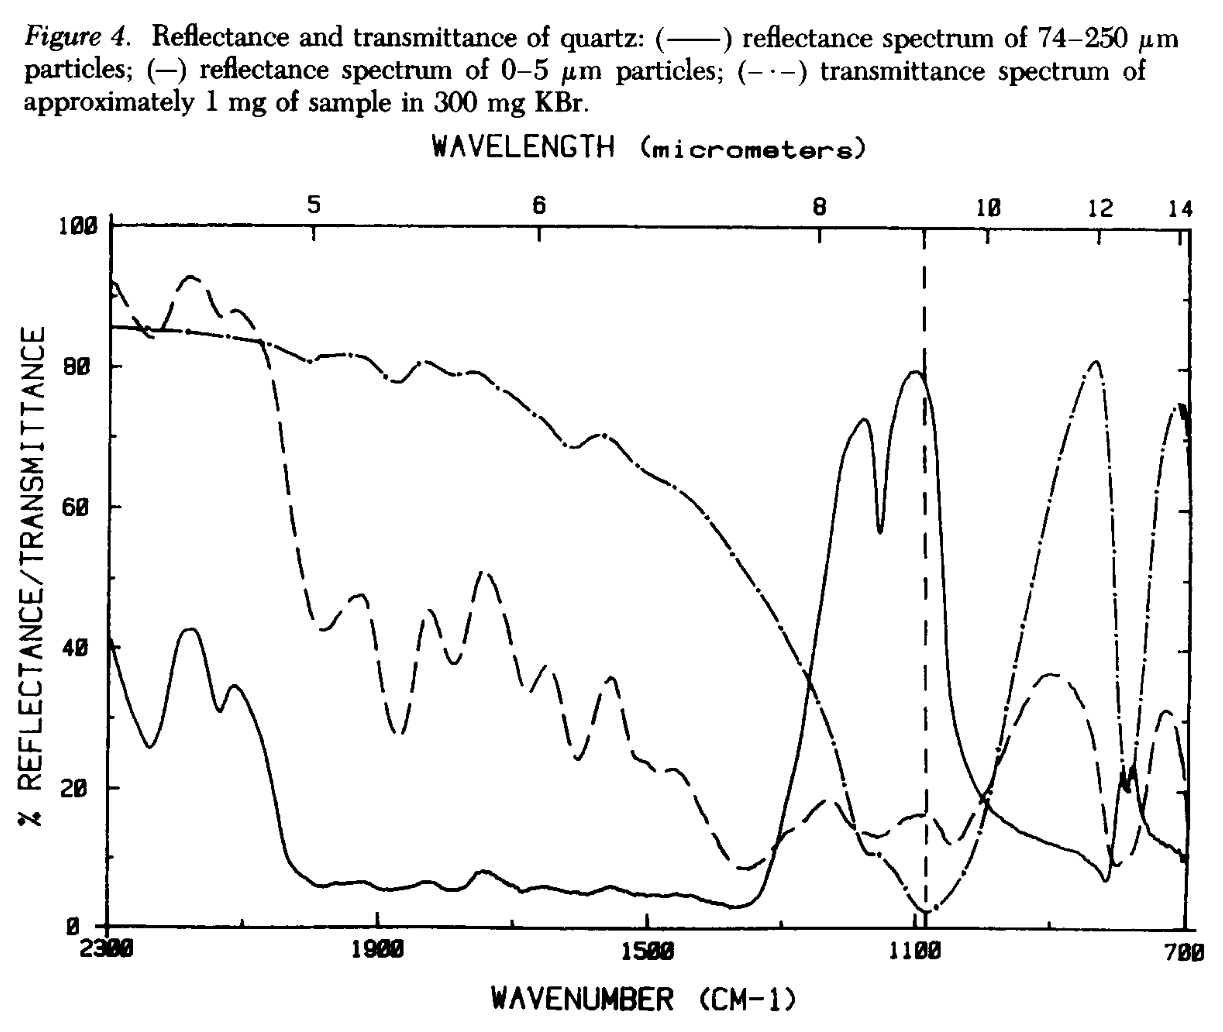 Figure 4. Reflectance and transmittance of quartz: (——) reflectance spectrum of 74–250 μm
particles; (—) reflectance spectrum of 0–5 μm particles; (-·-) transmittance spectrum of
approximately 1 mg of sample in 300 mg KBr.
WAVELENGTH (micrometers)
5 6 8 10 12 14
% REFLECTANCE/TRANSMITTANCE
100
80
60
40
20
0
2300 1900 1500 1100 700
WAVENUMBER (CM-1)